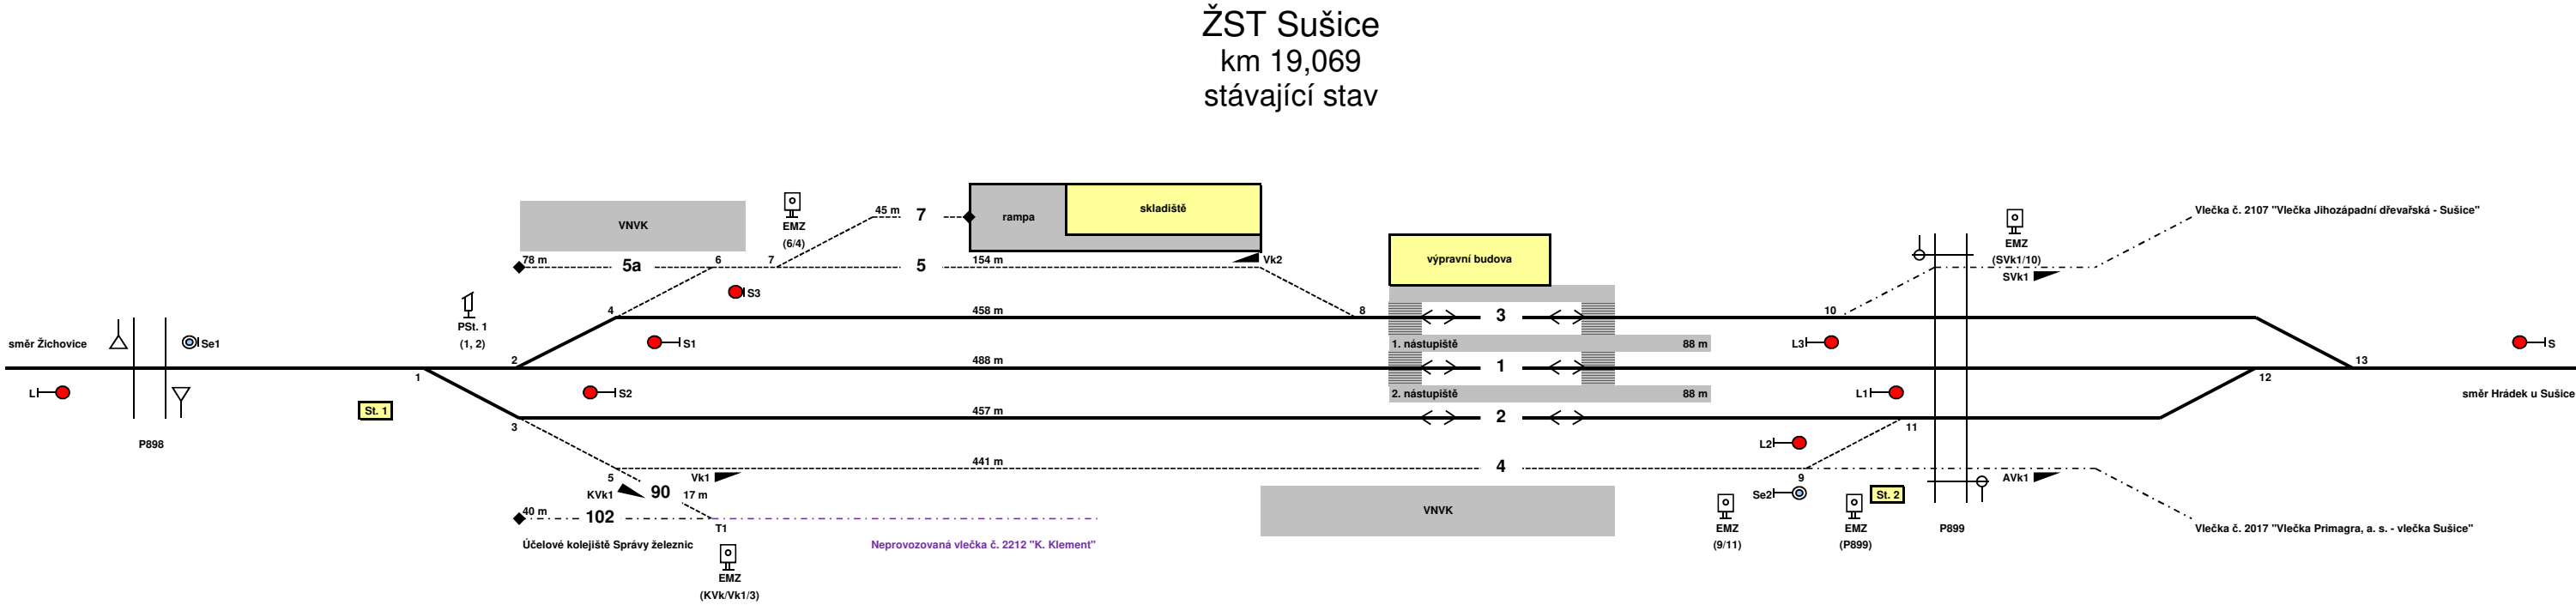 ŽST Sušice
km 19,069
stávající stav
VNVK
EMZ
(6/4)
45 m 7
rampa
skladiště
78 m 5a 6 7 5 154 m Vk2
výpravní budova
EMZ
(SVk1/10)
SVk1
Vlečka č. 2107 "Vlečka Jihozápadní dřevařská - Sušice"
S3
PSt. 1
(1, 2)
4 458 m 8 3 10
směr Žichovice
Se1
S1
1. nástupiště 88 m
L3
S
2 488 m 1 13
1 12
L
S2
2. nástupiště 88 m
L1
směr Hrádek u Sušice
St. 1
3 457 m 2 11
P898
L2
441 m 4
5 Vk1 9 AVk1
KVk1 90 17 m
Se2
St. 2
40 m 102
T1
VNVK
EMZ
(9/11)
EMZ
(P899)
P899
Vlečka č. 2017 "Vlečka Primagra, a. s. - vlečka Sušice"
Účelové kolejiště Správy železnic
Neprovozovaná vlečka č. 2212 "K. Klement"
EMZ
(KVk/Vk1/3)